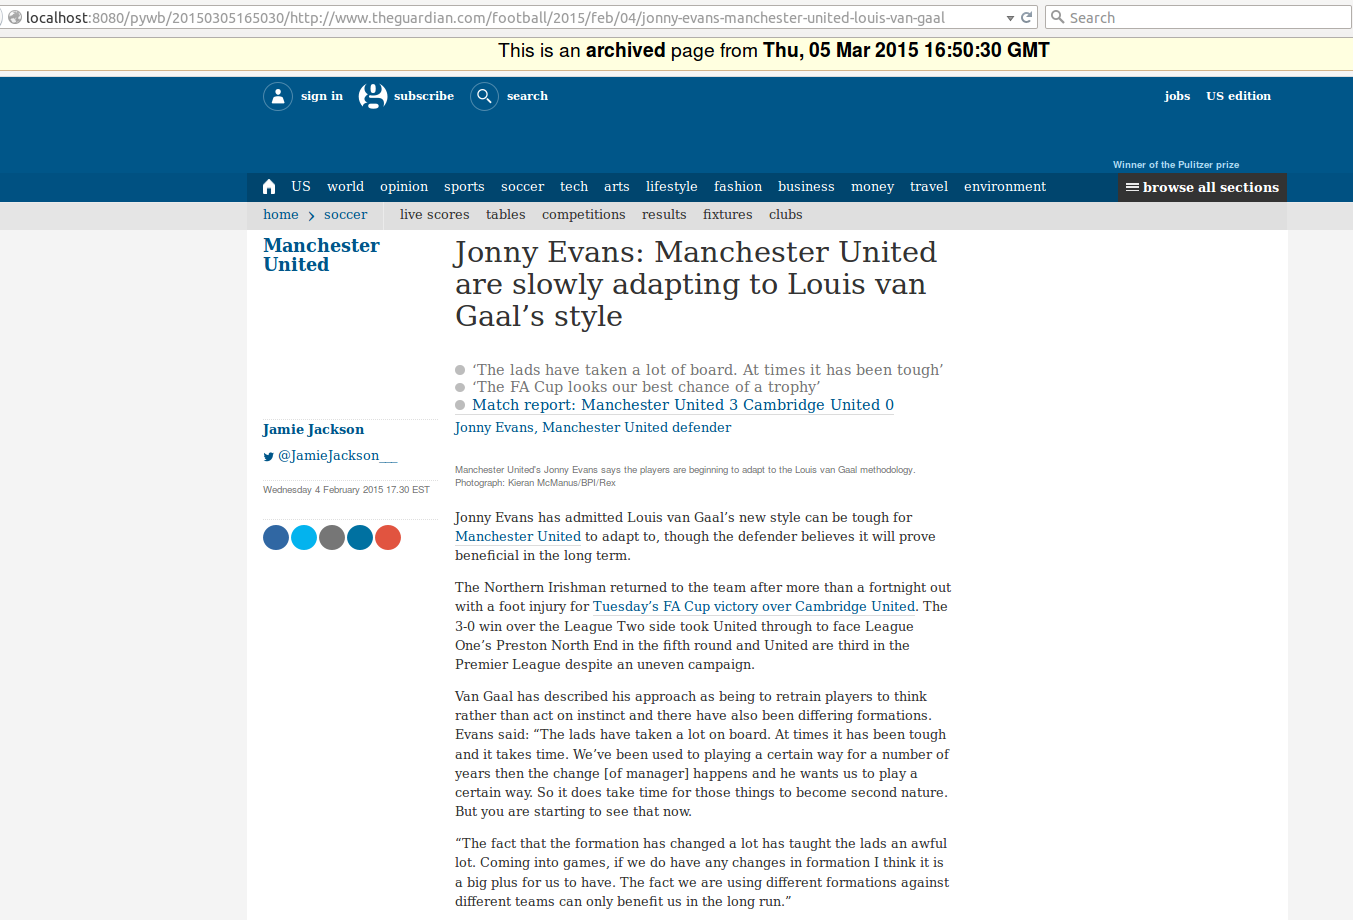 localhost:8080/pywb/20150305165030/http://www.theguardian.com/football/2015/feb/04/jonny-evans-manchester-united-louis-van-gaal
Search
This is an archived page from Thu, 05 Mar 2015 16:50:30 GMT
sign in subscribe search jobs US edition
Winner of the Pulitzer prize
US world opinion sports soccer tech arts lifestyle fashion business money travel environment browse all sections
home soccer live scores tables competitions results fixtures clubs
Manchester
United
Jonny Evans: Manchester United
are slowly adapting to Louis van
Gaal’s style
‘The lads have taken a lot of board. At times it has been tough’
‘The FA Cup looks our best chance of a trophy’
Match report: Manchester United 3 Cambridge United 0
Jamie Jackson
@JamieJackson___
Wednesday 4 February 2015 17.30 EST
Jonny Evans, Manchester United defender
Manchester United's Jonny Evans says the players are beginning to adapt to the Louis van Gaal methodology.
Photograph: Kieran McManus/BPI/Rex
Jonny Evans has admitted Louis van Gaal’s new style can be tough for
Manchester United to adapt to, though the defender believes it will prove
beneficial in the long term.
The Northern Irishman returned to the team after more than a fortnight out
with a foot injury for Tuesday’s FA Cup victory over Cambridge United. The
3-0 win over the League Two side took United through to face League
One’s Preston North End in the fifth round and United are third in the
Premier League despite an uneven campaign.
Van Gaal has described his approach as being to retrain players to think
rather than act on instinct and there have also been differing formations.
Evans said: “The lads have taken a lot on board. At times it has been tough
and it takes time. We’ve been used to playing a certain way for a number of
years then the change [of manager] happens and he wants us to play a
certain way. So it does take time for those things to become second nature.
But you are starting to see that now.
“The fact that the formation has changed a lot has taught the lads an awful
lot. Coming into games, if we do have any changes in formation I think it is
a big plus for us to have. The fact we are using different formations against
different teams can only benefit us in the long run.”